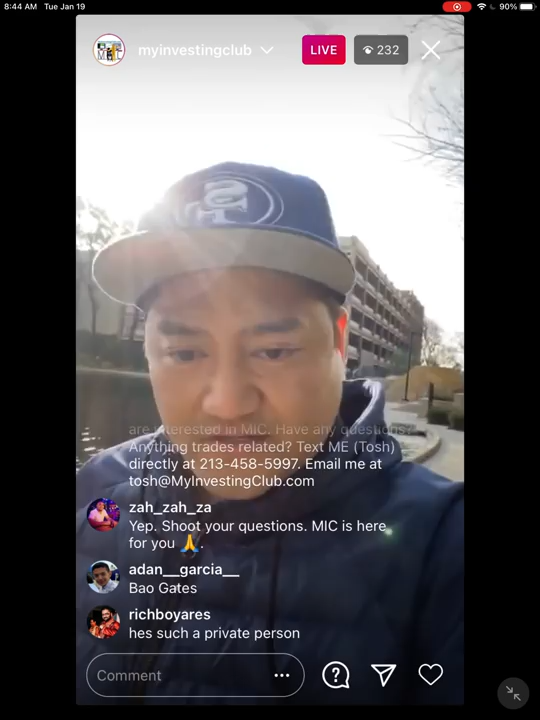 8:44 AM Tue Jan 19
90%
myinvestingclub
LIVE
232
are interested in MIC. Have any questions?
Anything trades related? Text ME (Tosh)
directly at 213-458-5997. Email me at
tosh@MyInvestingClub.com
zah_zah_za
Yep. Shoot your questions. MIC is here
for you 🙏.
adan__garcia__
Bao Gates
richboyares
hes such a private person
Comment